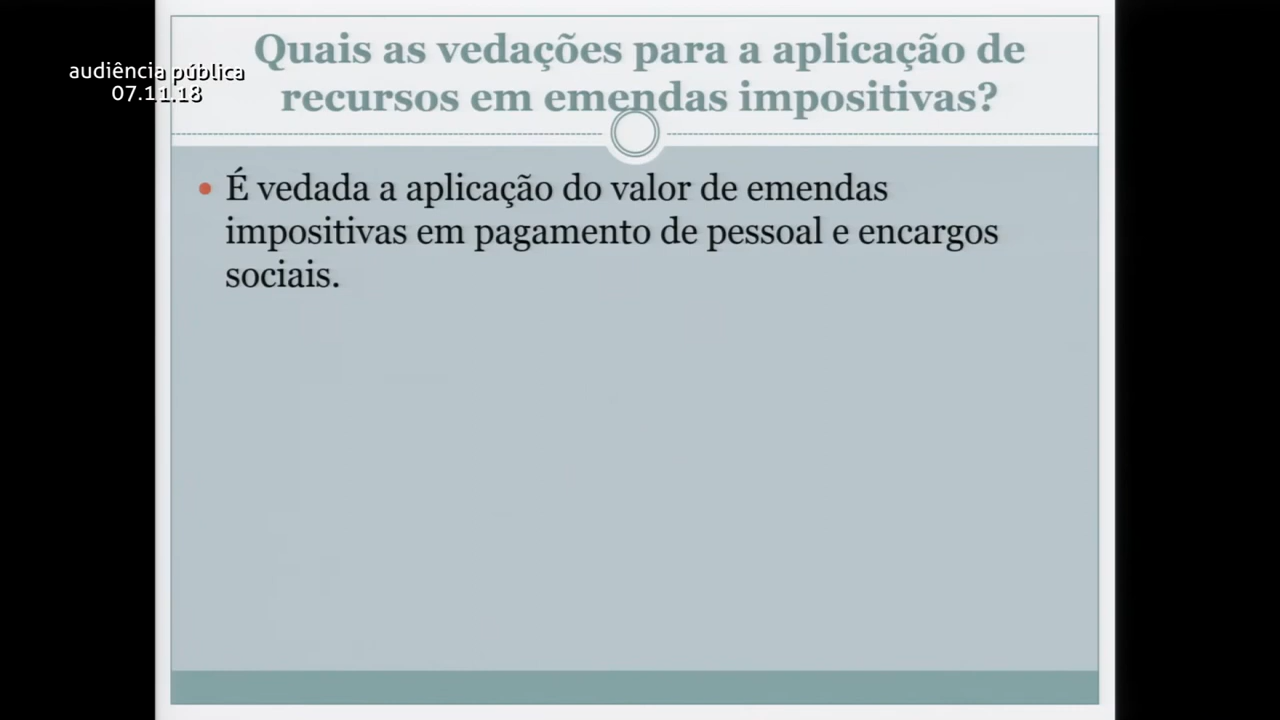 Quais as vedações para a aplicação de
recursos em emendas impositivas?
audiência pública
07.11.18
É vedada a aplicação do valor de emendas
impositivas em pagamento de pessoal e encargos
sociais.